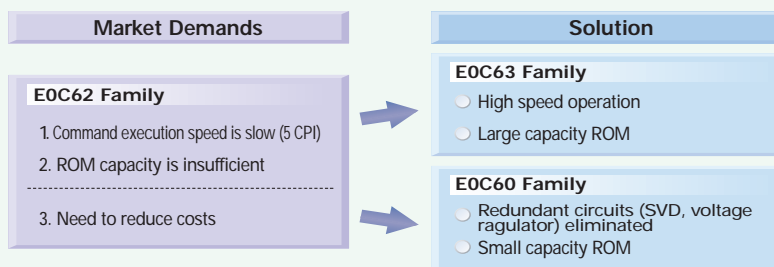 Market Demands
Solution
E0C62 Family
1. Command execution speed is slow (5 CPI)
2. ROM capacity is insufficient
3. Need to reduce costs
E0C63 Family
High speed operation
Large capacity ROM
E0C60 Family
Redundant circuits (SVD, voltage
ragulator) eliminated
Small capacity ROM